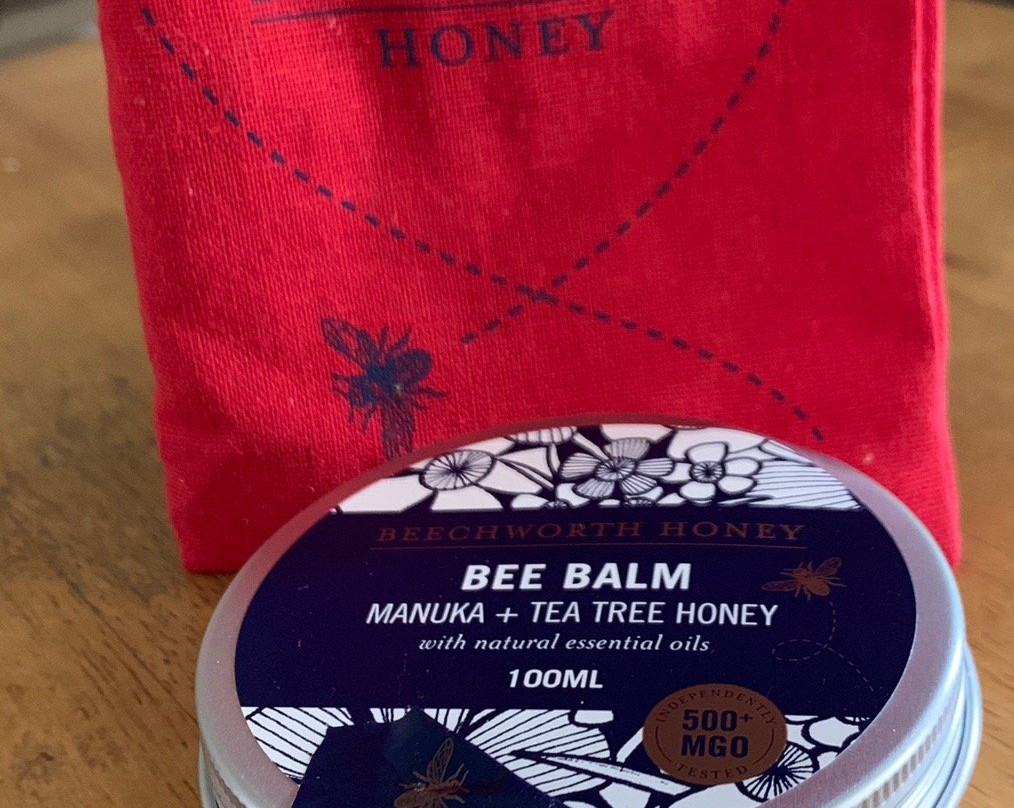 HONEY
BEECHWORTH HONEY
BEE BALM
MANUKA + TEA TREE HONEY
with natural essential oils
100ML
INDEPENDENTLY
500+
MGO
TESTED